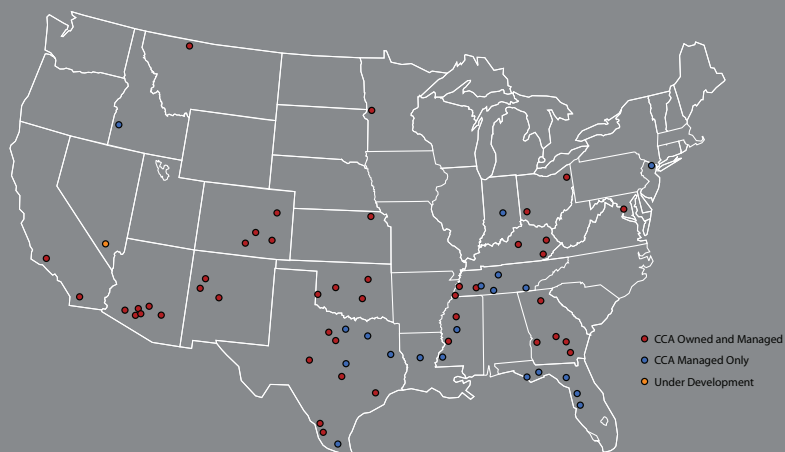 CCA Owned and Managed
CCA Managed Only
Under Development